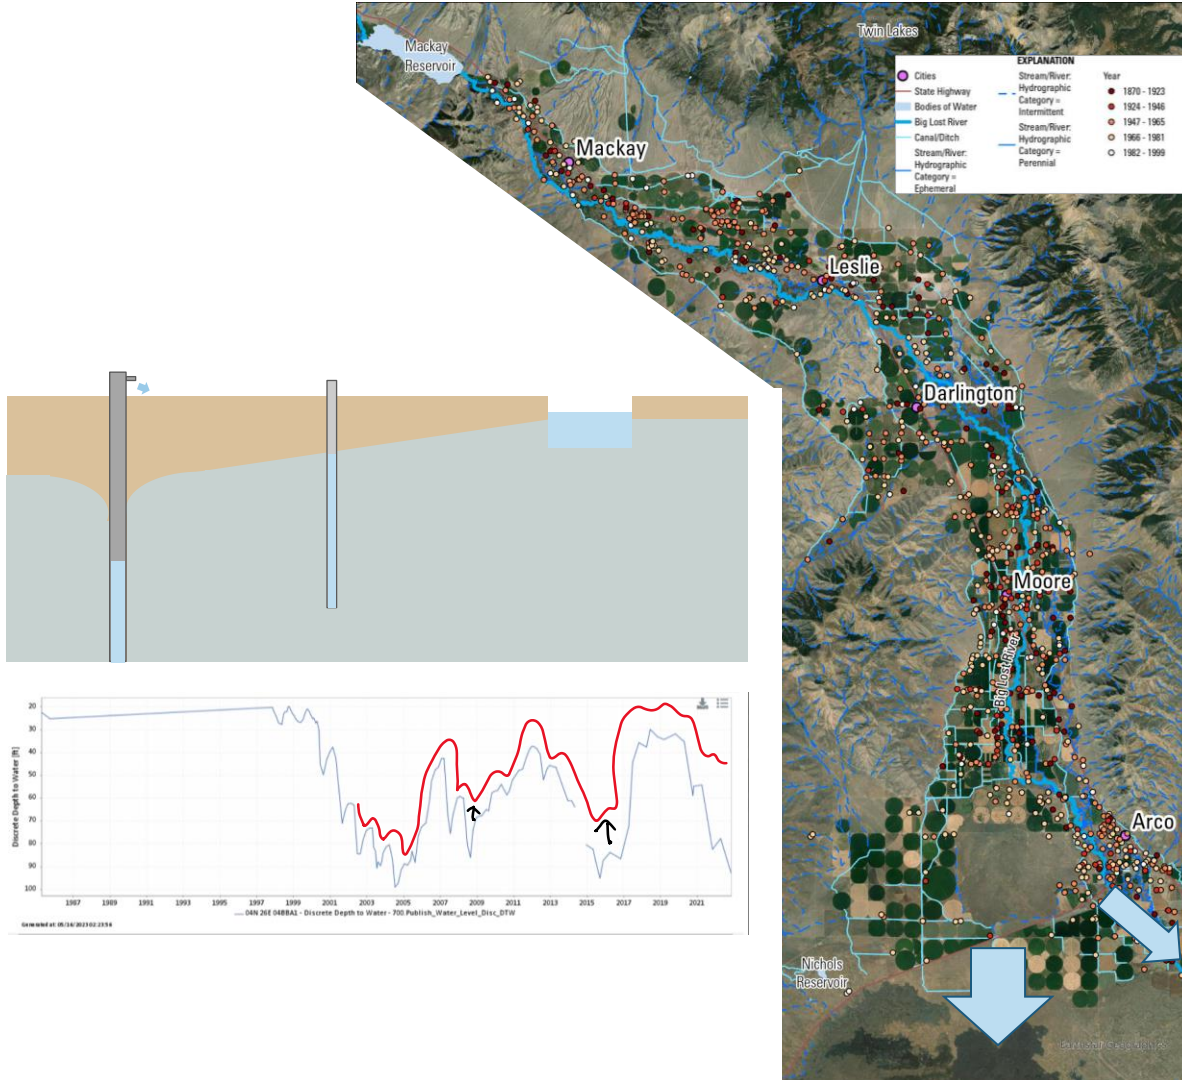 Twin Lakes
Mackay
Reservoir
EXPLANATION
Cities
State Highway
Bodies of Water
Big Lost River
Canal/Ditch
Stream/River:
Hydrographic
Category =
Ephemeral
Stream/River:
Hydrographic
Category =
Intermittent
Stream/River:
Hydrographic
Category =
Perennial
Year
1870 - 1923
1924 - 1946
1947 - 1965
1966 - 1981
1982 - 1999
Mackay
Leslie
Darlington
Moore
Big Lost River
Arco
Nichols
Reservoir
Discrete Depth to Water [ft]
20
30
40
50
60
70
80
90
100
1987
1989
1991
1993
1995
1997
1999
2001
2003
2005
2007
2009
2011
2013
2015
2017
2019
2021
04N 26E 04BBA1 - Discrete Depth to Water - 700.Publish_Water_Level_Disc_DTW